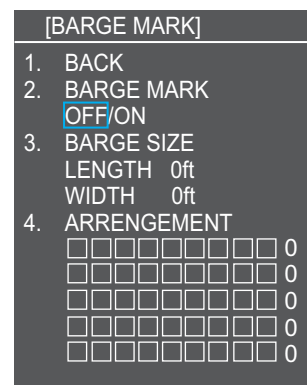 [BARGE MARK]
1. BACK
2. BARGE MARK
OFF/ON
3. BARGE SIZE
LENGTH 0ft
WIDTH 0ft
4. ARRENGEMENT
□□□□□□□□□ 0
□□□□□□□□□ 0
□□□□□□□□□ 0
□□□□□□□□□ 0
□□□□□□□□□ 0